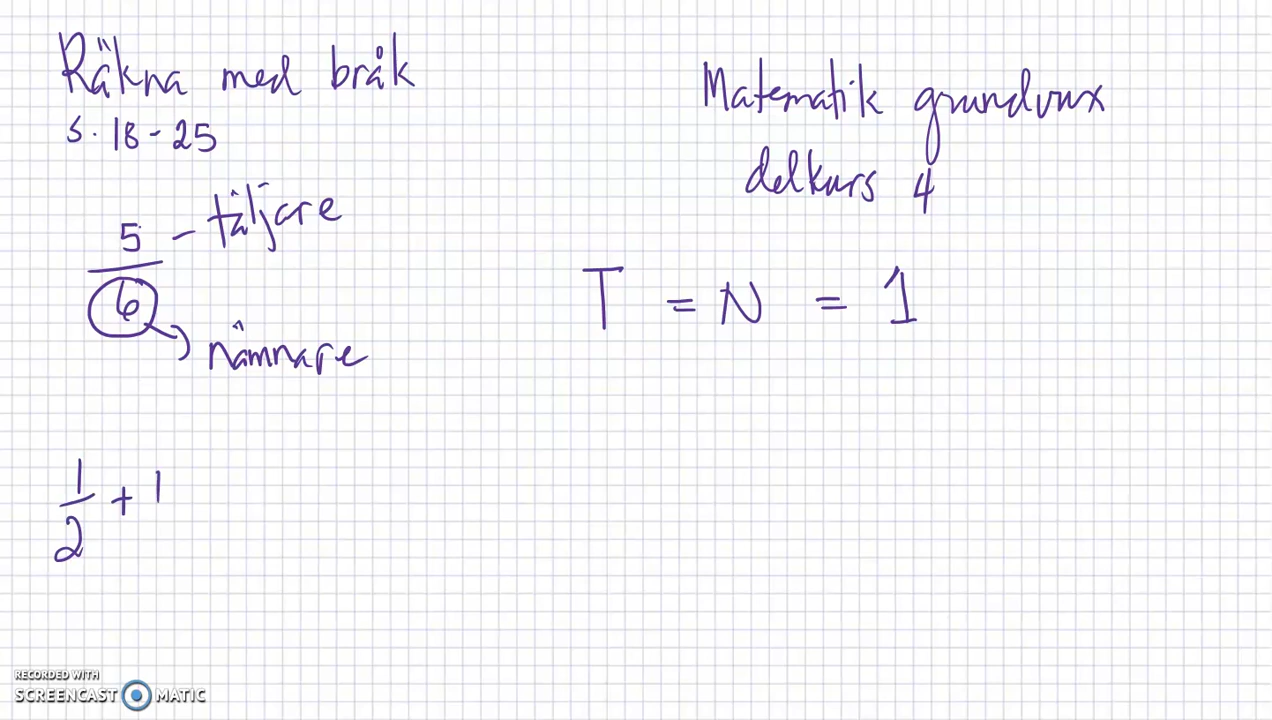 Räkna med bråk
s. 18-25
Matematik grundvux
delkurs 4
5 - täljare
6
nämnare
T = N = 1
1/2 + 1
RECORDED WITH
SCREENCAST MATIC